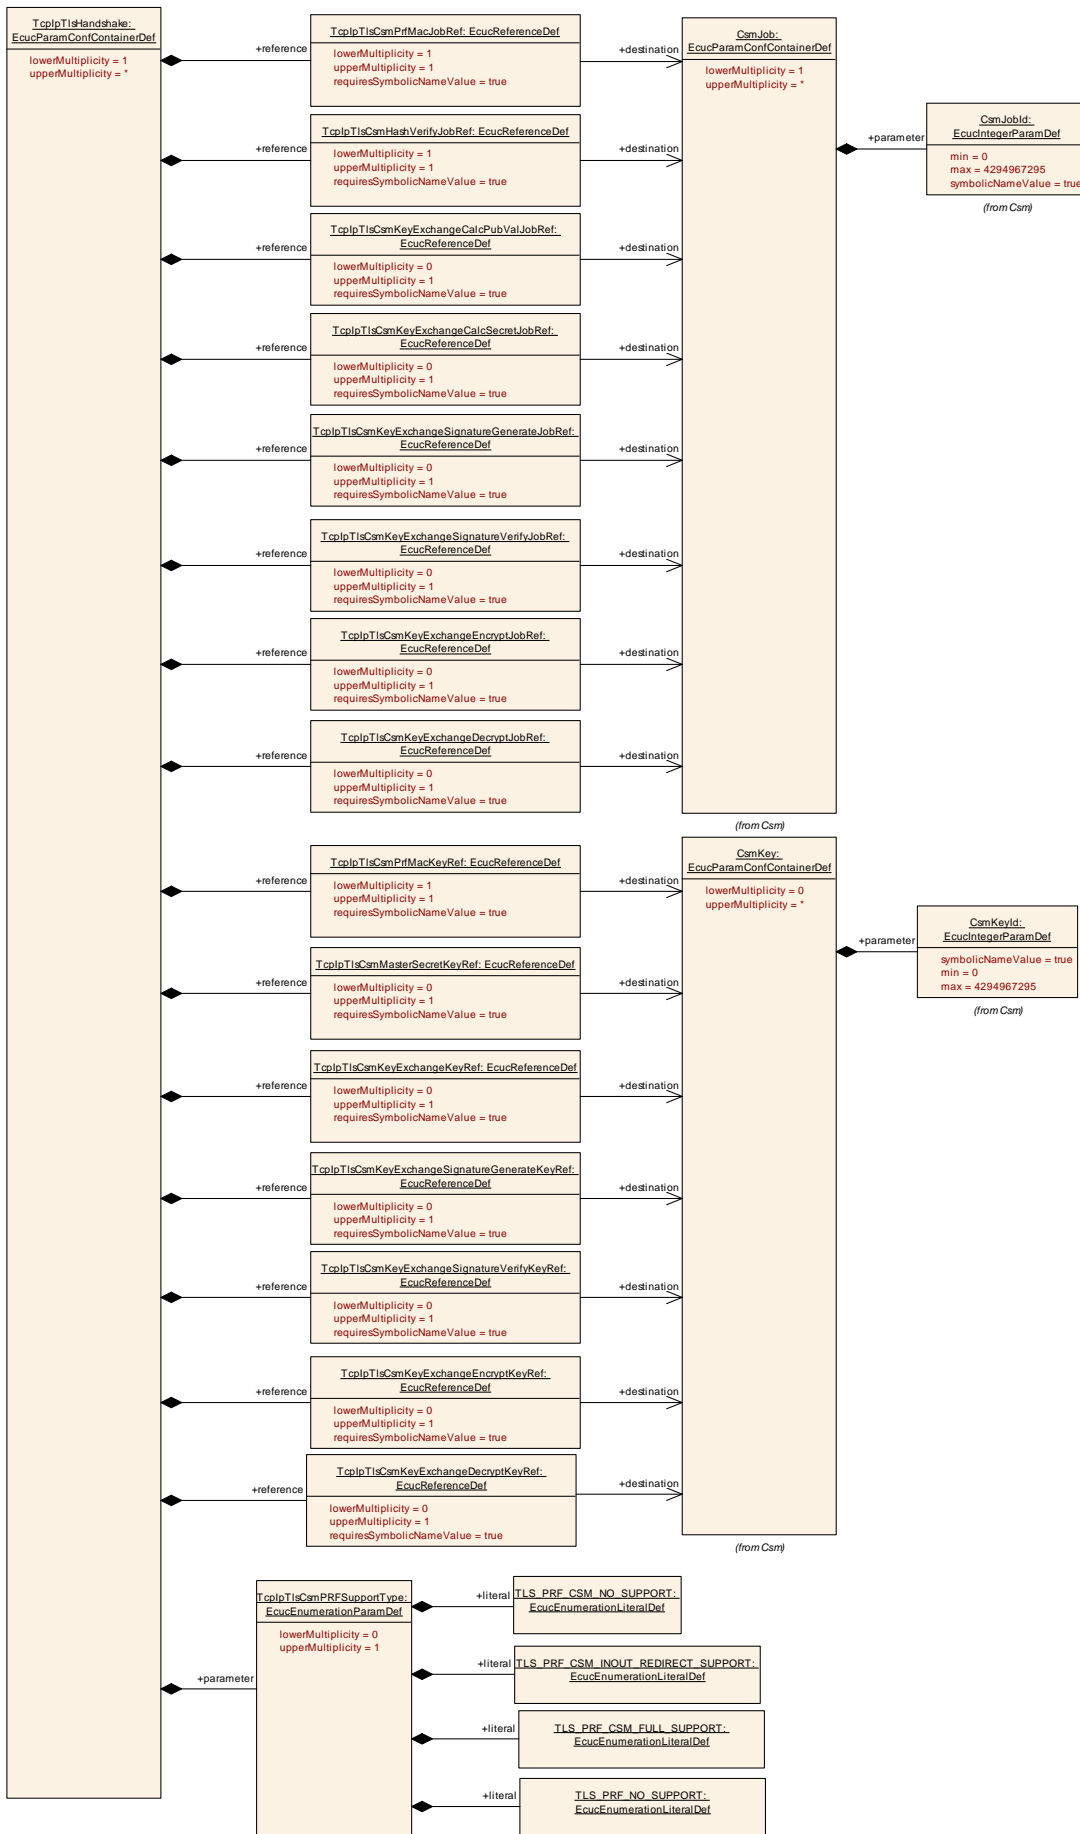 TcpIpTlsHandshake:
EcucParamConfContainerDef
lowerMultiplicity = 1
upperMultiplicity = *
+reference
TcpIpTlsCsmPrfMacJobRef: EcucReferenceDef
lowerMultiplicity = 1
upperMultiplicity = 1
requiresSymbolicNameValue = true
+destination
CsmJob:
EcucParamConfContainerDef
lowerMultiplicity = 1
upperMultiplicity = *
+parameter
CsmJobId:
EcucIntegerParamDef
min = 0
max = 4294967295
symbolicNameValue = true
(from Csm)
+reference
TcpIpTlsCsmHashVerifyJobRef: EcucReferenceDef
lowerMultiplicity = 1
upperMultiplicity = 1
requiresSymbolicNameValue = true
+destination
+reference
TcpIpTlsCsmKeyExchangeCalcPubValJobRef:
EcucReferenceDef
lowerMultiplicity = 0
upperMultiplicity = 1
requiresSymbolicNameValue = true
+destination
+reference
TcpIpTlsCsmKeyExchangeCalcSecretJobRef:
EcucReferenceDef
lowerMultiplicity = 0
upperMultiplicity = 1
requiresSymbolicNameValue = true
+destination
+reference
TcpIpTlsCsmKeyExchangeSignatureGenerateJobRef:
EcucReferenceDef
lowerMultiplicity = 0
upperMultiplicity = 1
requiresSymbolicNameValue = true
+destination
+reference
TcpIpTlsCsmKeyExchangeSignatureVerifyJobRef:
EcucReferenceDef
lowerMultiplicity = 0
upperMultiplicity = 1
requiresSymbolicNameValue = true
+destination
+reference
TcpIpTlsCsmKeyExchangeEncryptJobRef:
EcucReferenceDef
lowerMultiplicity = 0
upperMultiplicity = 1
requiresSymbolicNameValue = true
+destination
+reference
TcpIpTlsCsmKeyExchangeDecryptJobRef:
EcucReferenceDef
lowerMultiplicity = 0
upperMultiplicity = 1
requiresSymbolicNameValue = true
+destination
(from Csm)
+reference
TcpIpTlsCsmPrfMacKeyRef: EcucReferenceDef
lowerMultiplicity = 1
upperMultiplicity = 1
requiresSymbolicNameValue = true
+destination
CsmKey:
EcucParamConfContainerDef
lowerMultiplicity = 0
upperMultiplicity = *
+parameter
CsmKeyId:
EcucIntegerParamDef
symbolicNameValue = true
min = 0
max = 4294967295
(from Csm)
+reference
TcpIpTlsCsmMasterSecretKeyRef: EcucReferenceDef
lowerMultiplicity = 0
upperMultiplicity = 1
requiresSymbolicNameValue = true
+destination
+reference
TcpIpTlsCsmKeyExchangeKeyRef: EcucReferenceDef
lowerMultiplicity = 0
upperMultiplicity = 1
requiresSymbolicNameValue = true
+destination
+reference
TcpIpTlsCsmKeyExchangeSignatureGenerateKeyRef:
EcucReferenceDef
lowerMultiplicity = 0
upperMultiplicity = 1
requiresSymbolicNameValue = true
+destination
+reference
TcpIpTlsCsmKeyExchangeSignatureVerifyKeyRef:
EcucReferenceDef
lowerMultiplicity = 0
upperMultiplicity = 1
requiresSymbolicNameValue = true
+destination
+reference
TcpIpTlsCsmKeyExchangeEncryptKeyRef:
EcucReferenceDef
lowerMultiplicity = 0
upperMultiplicity = 1
requiresSymbolicNameValue = true
+destination
+reference
TcpIpTlsCsmKeyExchangeDecryptKeyRef:
EcucReferenceDef
lowerMultiplicity = 0
upperMultiplicity = 1
requiresSymbolicNameValue = true
+destination
(from Csm)
+parameter
TcpIpTlsCsmPRFSupportType:
EcucEnumerationParamDef
lowerMultiplicity = 0
upperMultiplicity = 1
+literal
TLS_PRF_CSM_NO_SUPPORT:
EcucEnumerationLiteralDef
+literal
TLS_PRF_CSM_INOUT_REDIRECT_SUPPORT:
EcucEnumerationLiteralDef
+literal
TLS_PRF_CSM_FULL_SUPPORT:
EcucEnumerationLiteralDef
+literal
TLS_PRF_NO_SUPPORT:
EcucEnumerationLiteralDef